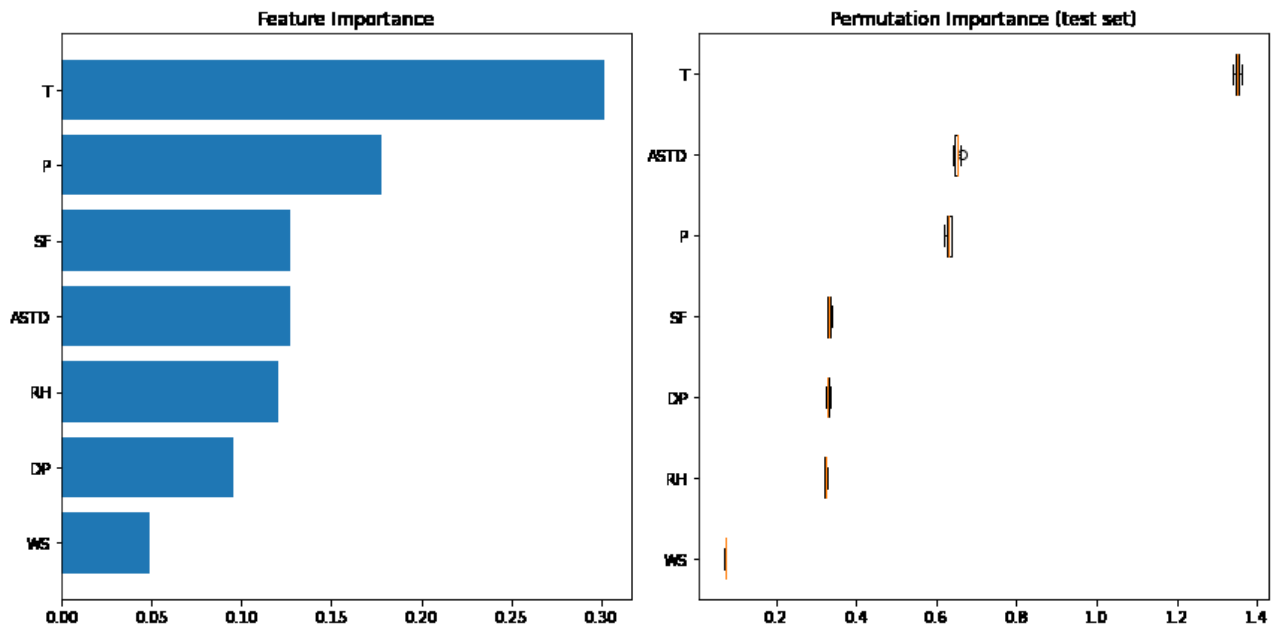 Feature Importance
T
P
SF
ASTD
RH
DP
WS
0.00 0.05 0.10 0.15 0.20 0.25 0.30
Permutation Importance (test set)
T
ASTD
P
SF
DP
RH
WS
0.2 0.4 0.6 0.8 1.0 1.2 1.4